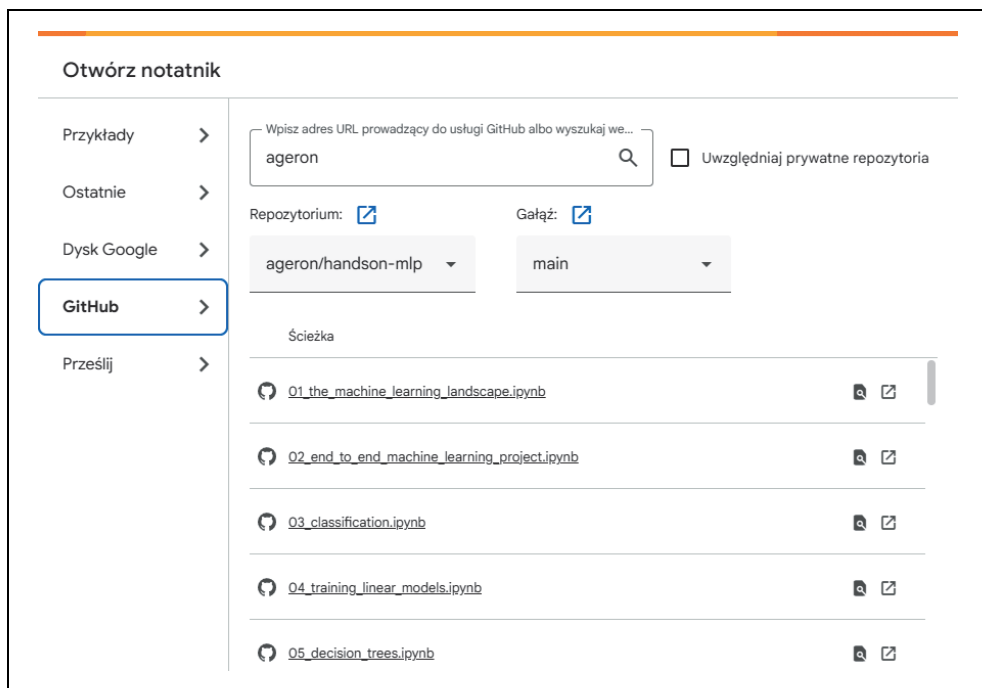 Otwórz notatnik
Przykłady
Ostatnie
Dysk Google
GitHub
Prześlij
Wpisz adres URL prowadzący do usługi GitHub albo wyszukaj we...
ageron
Uwzględniaj prywatne repozytoria
Repozytorium: Gałąź:
ageron/handson-mlp main
Ścieżka
01_the_machine_learning_landscape.ipynb
02_end_to_end_machine_learning_project.ipynb
03_classification.ipynb
04_training_linear_models.ipynb
05_decision_trees.ipynb